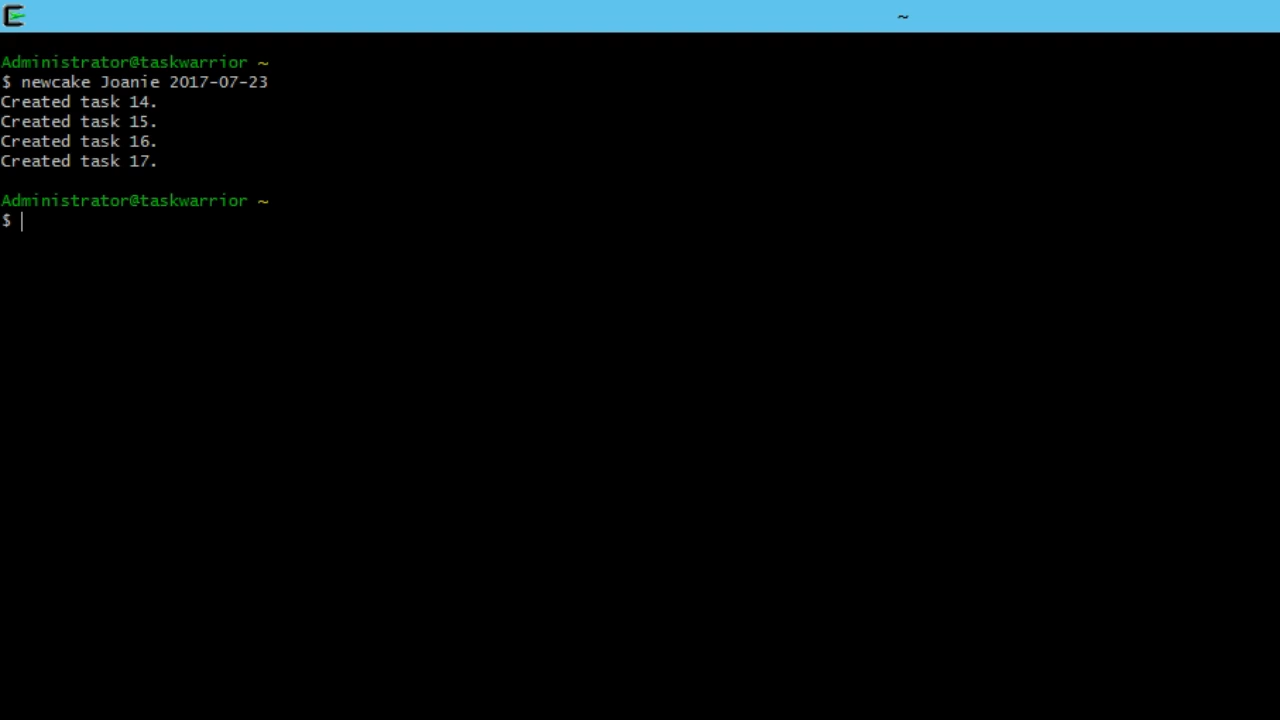 ~
Administrator@taskwarrior ~
$ newcake Joanie 2017-07-23
Created task 14.
Created task 15.
Created task 16.
Created task 17.
Administrator@taskwarrior ~
$